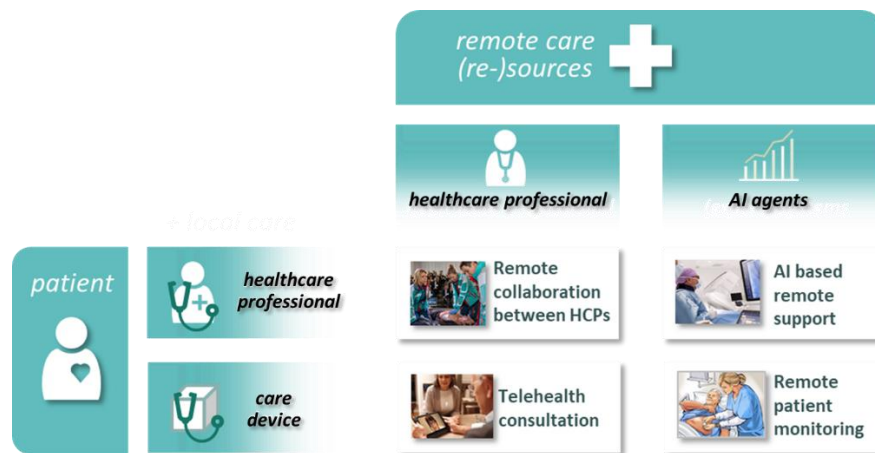 remote care
(re-)sources
healthcare professional
AI agents
+ local care
patient
healthcare
professional
Remote
collaboration
between HCPs
AI based
remote
support
care
device
Telehealth
consultation
Remote
patient
monitoring